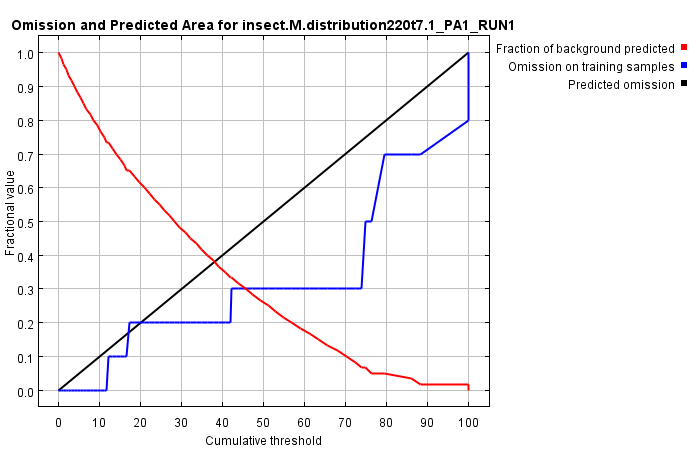 Omission and Predicted Area for insect.M.distribution220t7.1_PA1_RUN1
Fraction of background predicted
Omission on training samples
Predicted omission
Fractional value
1.0
0.9
0.8
0.7
0.6
0.5
0.4
0.3
0.2
0.1
0.0
0 10 20 30 40 50 60 70 80 90 100
Cumulative threshold